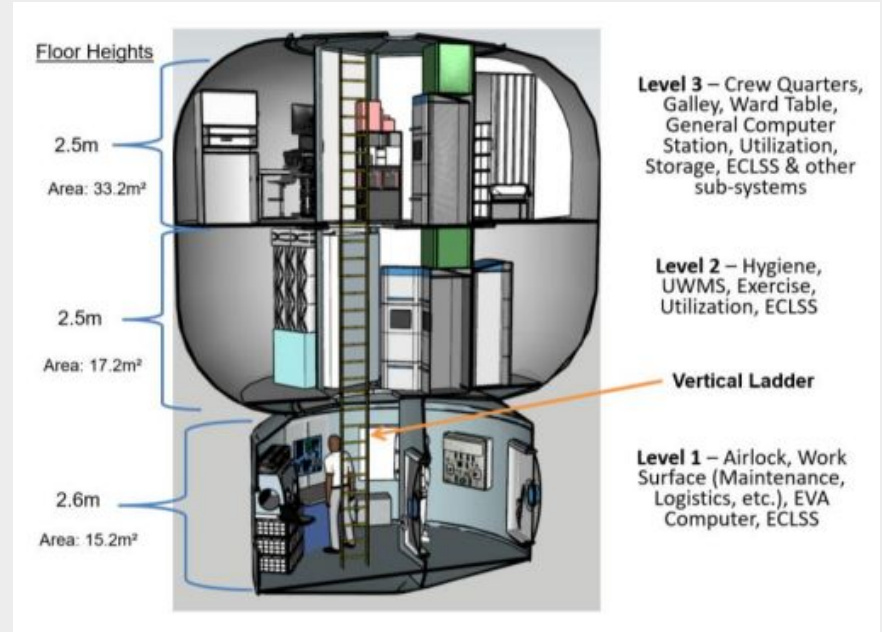 Floor Heights
2.5m
Area: 33.2m²
2.5m
Area: 17.2m²
2.6m
Area: 15.2m²
Level 3 – Crew Quarters,
Galley, Ward Table,
General Computer
Station, Utilization,
Storage, ECLSS & other
sub-systems
Level 2 – Hygiene,
UWMS, Exercise,
Utilization, ECLSS
Vertical Ladder
Level 1 – Airlock, Work
Surface (Maintenance,
Logistics, etc.), EVA
Computer, ECLSS